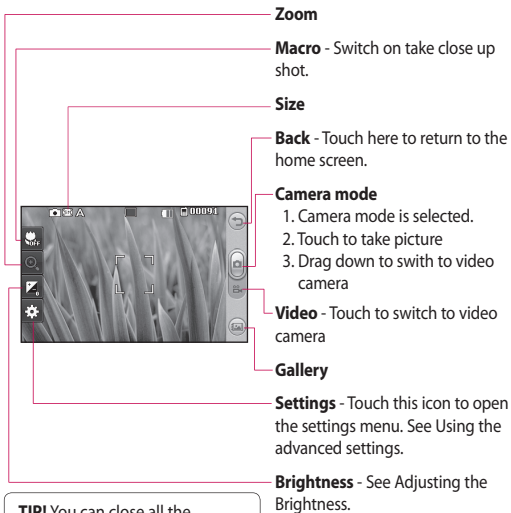 Zoom
Macro - Switch on take close up
shot.
Size
Back - Touch here to return to the
home screen.
Camera mode
1. Camera mode is selected.
2. Touch to take picture
3. Drag down to swith to video
camera
Video - Touch to switch to video
camera
Gallery
Settings - Touch this icon to open
the settings menu. See Using the
advanced settings.
Brightness - See Adjusting the
Brightness.
A
00094
OFF
TIP! You can close all the